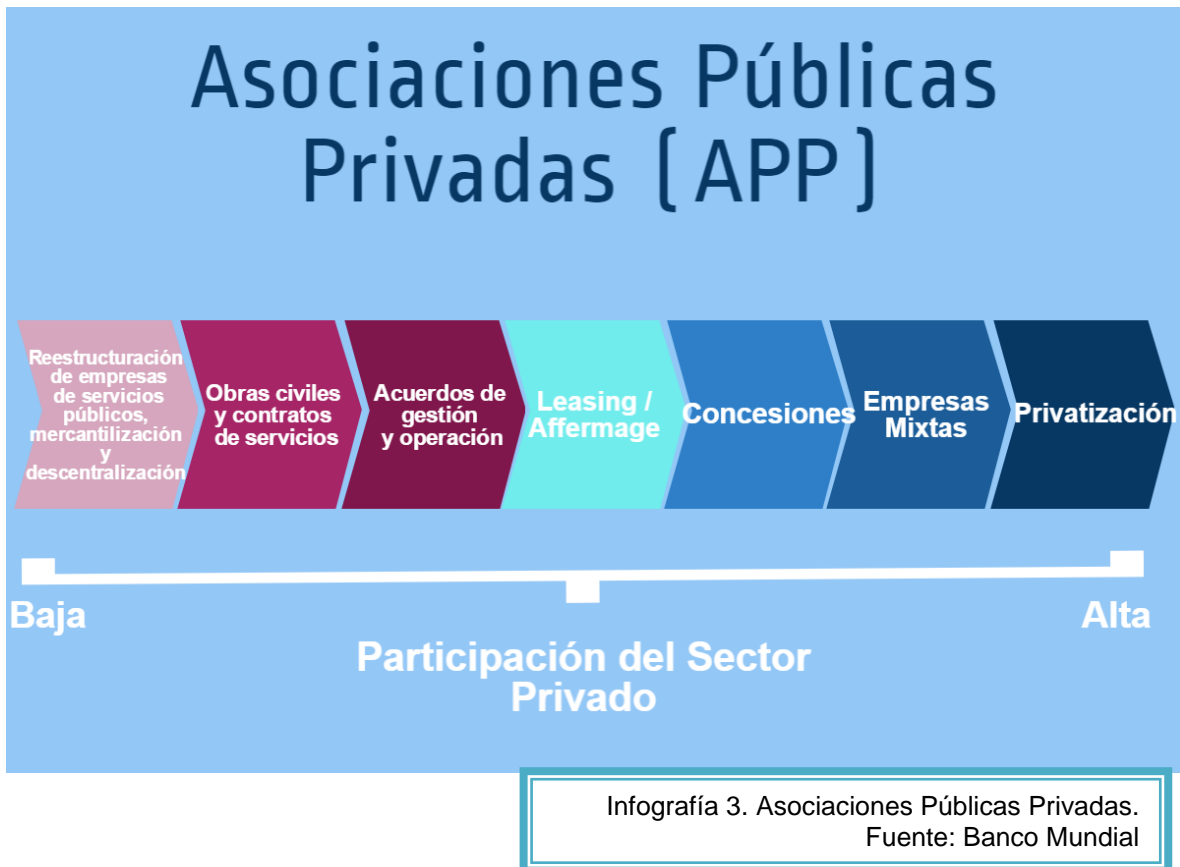 Asociaciones Públicas
Privadas (APP)
Reestructuración
de empresas
de servicios
públicos,
mercantilización
y
descentralización
Obras civiles
y contratos
de servicios
Acuerdos de
gestión
y operación
Leasing /
Affermage
Concesiones
Empresas
Mixtas
Privatización
Baja
Alta
Participación del Sector
Privado
Infografía 3. Asociaciones Públicas Privadas.
Fuente: Banco Mundial